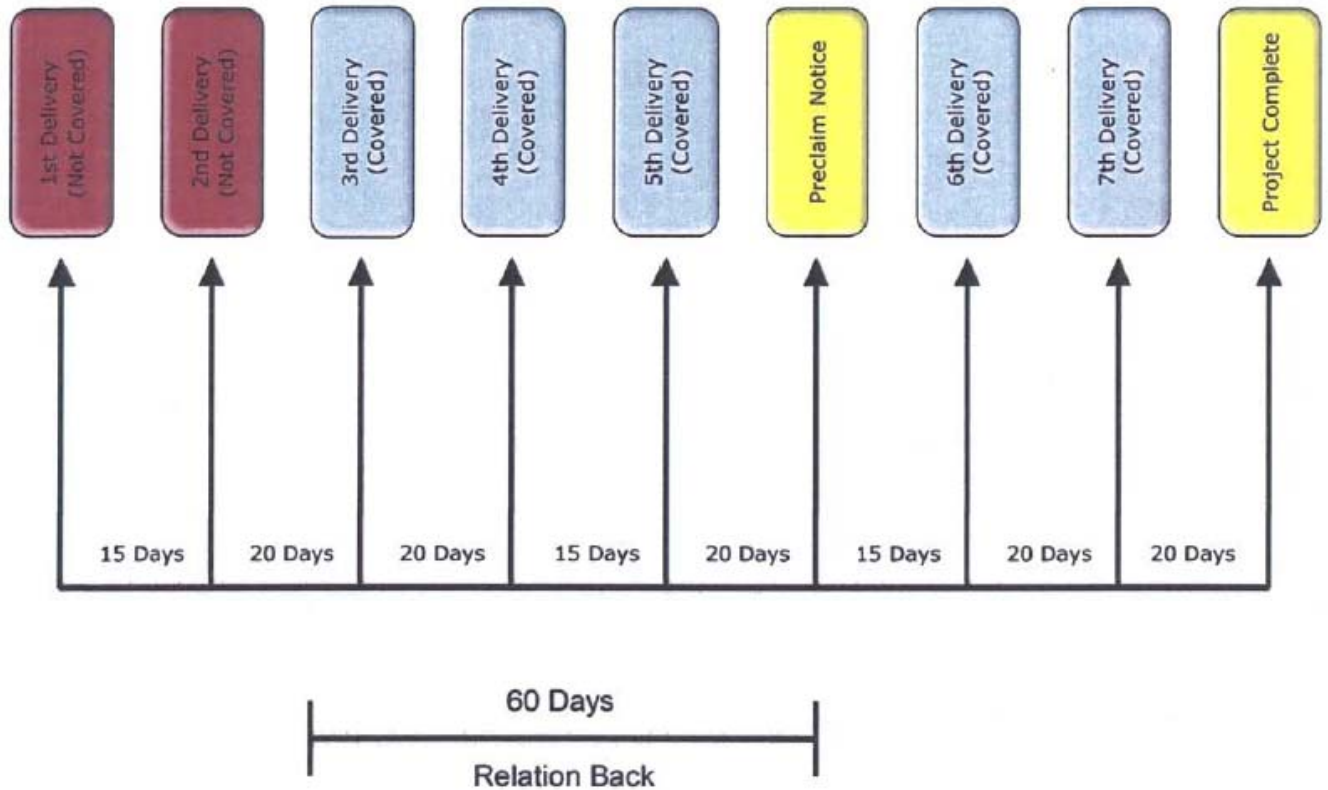 1st Delivery
(Not Covered)
2nd Delivery
(Not Covered)
3rd Delivery
(Covered)
4th Delivery
(Covered)
5th Delivery
(Covered)
Preclaim Notice
6th Delivery
(Covered)
7th Delivery
(Covered)
Project Complete
15 Days
20 Days
20 Days
15 Days
20 Days
15 Days
20 Days
20 Days
60 Days
Relation Back